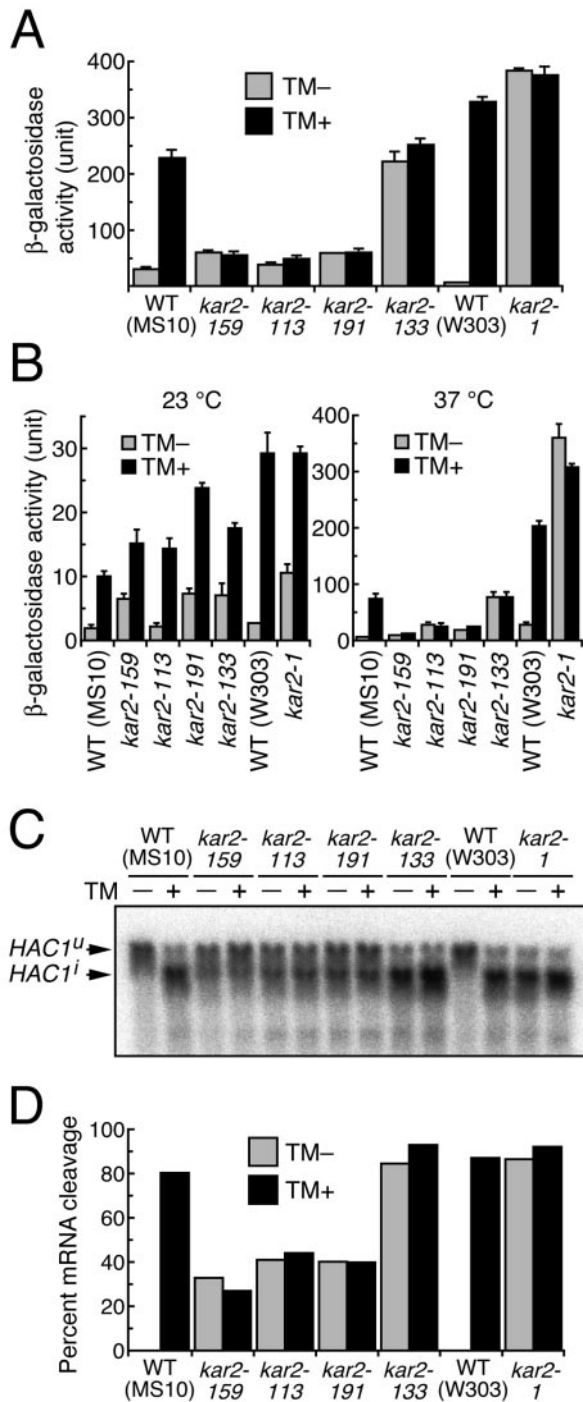 A
β-galactosidase
activity (unit)
400
300
200
100
TM–
TM+
WT
(MS10)
kar2-
159
kar2-
113
kar2-
191
kar2-
133
WT
(W303)
kar2-
1
B
β-galactosidase activity (unit)
23 °C
30
20
10
0
TM–
TM+
WT (MS10)
kar2-159
kar2-113
kar2-191
kar2-133
WT (W303)
kar2-1
37 °C
400
300
200
100
0
TM–
TM+
WT (MS10)
kar2-159
kar2-113
kar2-191
kar2-133
WT (W303)
kar2-1
C
WT
(MS10)
kar2-
159
kar2-
113
kar2-
191
kar2-
133
WT
(W303)
kar2-
1
TM — + — + — + — + — + — + — +
HAC1ᵘ
HAC1ⁱ
D
Percent mRNA cleavage
100
80
60
40
20
0
TM–
TM+
WT
(MS10)
kar2-
159
kar2-
113
kar2-
191
kar2-
133
WT
(W303)
kar2-
1